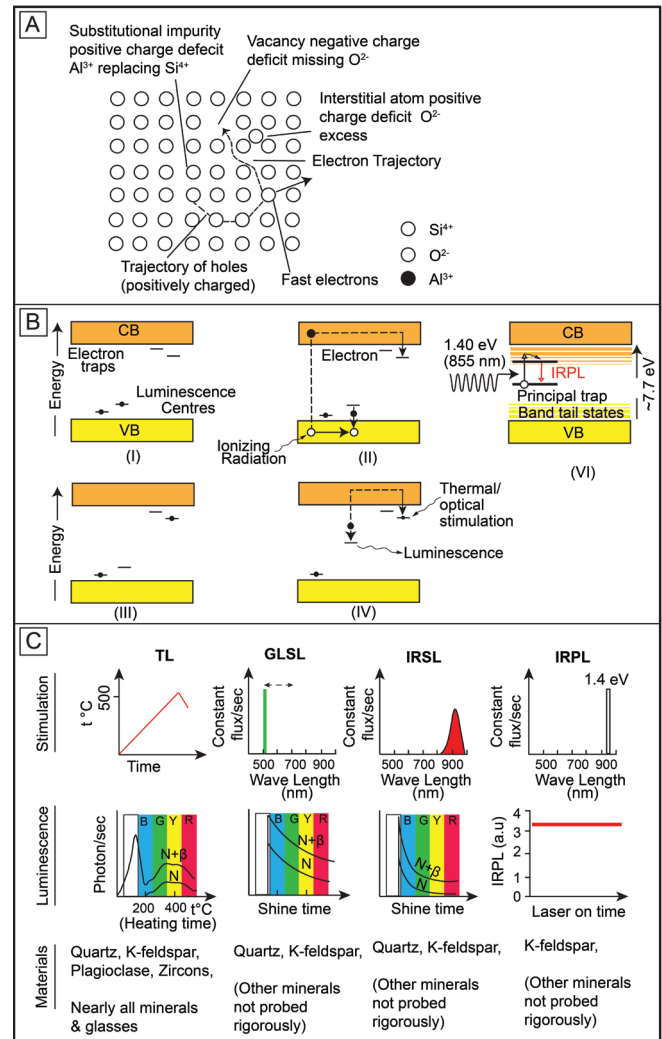 A
Substitutional impurity
positive charge defecit
Al³⁺ replacing Si⁴⁺
Vacancy negative charge
deficit missing O²⁻
Interstitial atom positive
charge deficit O²⁻
excess
Electron Trajectory
Trajectory of holes
(positively charged)
Fast electrons
Si⁴⁺
O²⁻
Al³⁺
B
Energy
CB
Electron
traps
Luminescence
Centres
VB
(I)
Electron
Ionizing
Radiation
(II)
1.40 eV
(855 nm)
CB
IRPL
Principal trap
Band tail states
VB
~7.7 eV
(VI)
Energy
(III)
Thermal/
optical
stimulation
Luminescence
(IV)
C
TL
GLSL
IRSL
IRPL
Stimulation
t °C
500
Time
Constant
flux/sec
500 700 900
Wave Length
(nm)
Constant
flux/sec
500 700 900
Wave Length
(nm)
1.4 eV
Constant
flux/sec
500 700 900
Wave Length
(nm)
Luminescence
Photon/sec
B G Y R
N+β
N
200 400 t°C
(Heating time)
B G Y R
N+β
N
Shine time
B G Y R
N+β
N
Shine time
IRPL (a.u)
4
3
2
1
0
Laser on time
Materials
Quartz, K-feldspar,
Plagioclase, Zircons,
Nearly all minerals
& glasses
Quartz, K-feldspar,
(Other minerals
not probed
rigorously)
Quartz, K-feldspar,
(Other minerals
not probed
rigorously)
K-feldspar,
(Other minerals
not probed
rigorously)